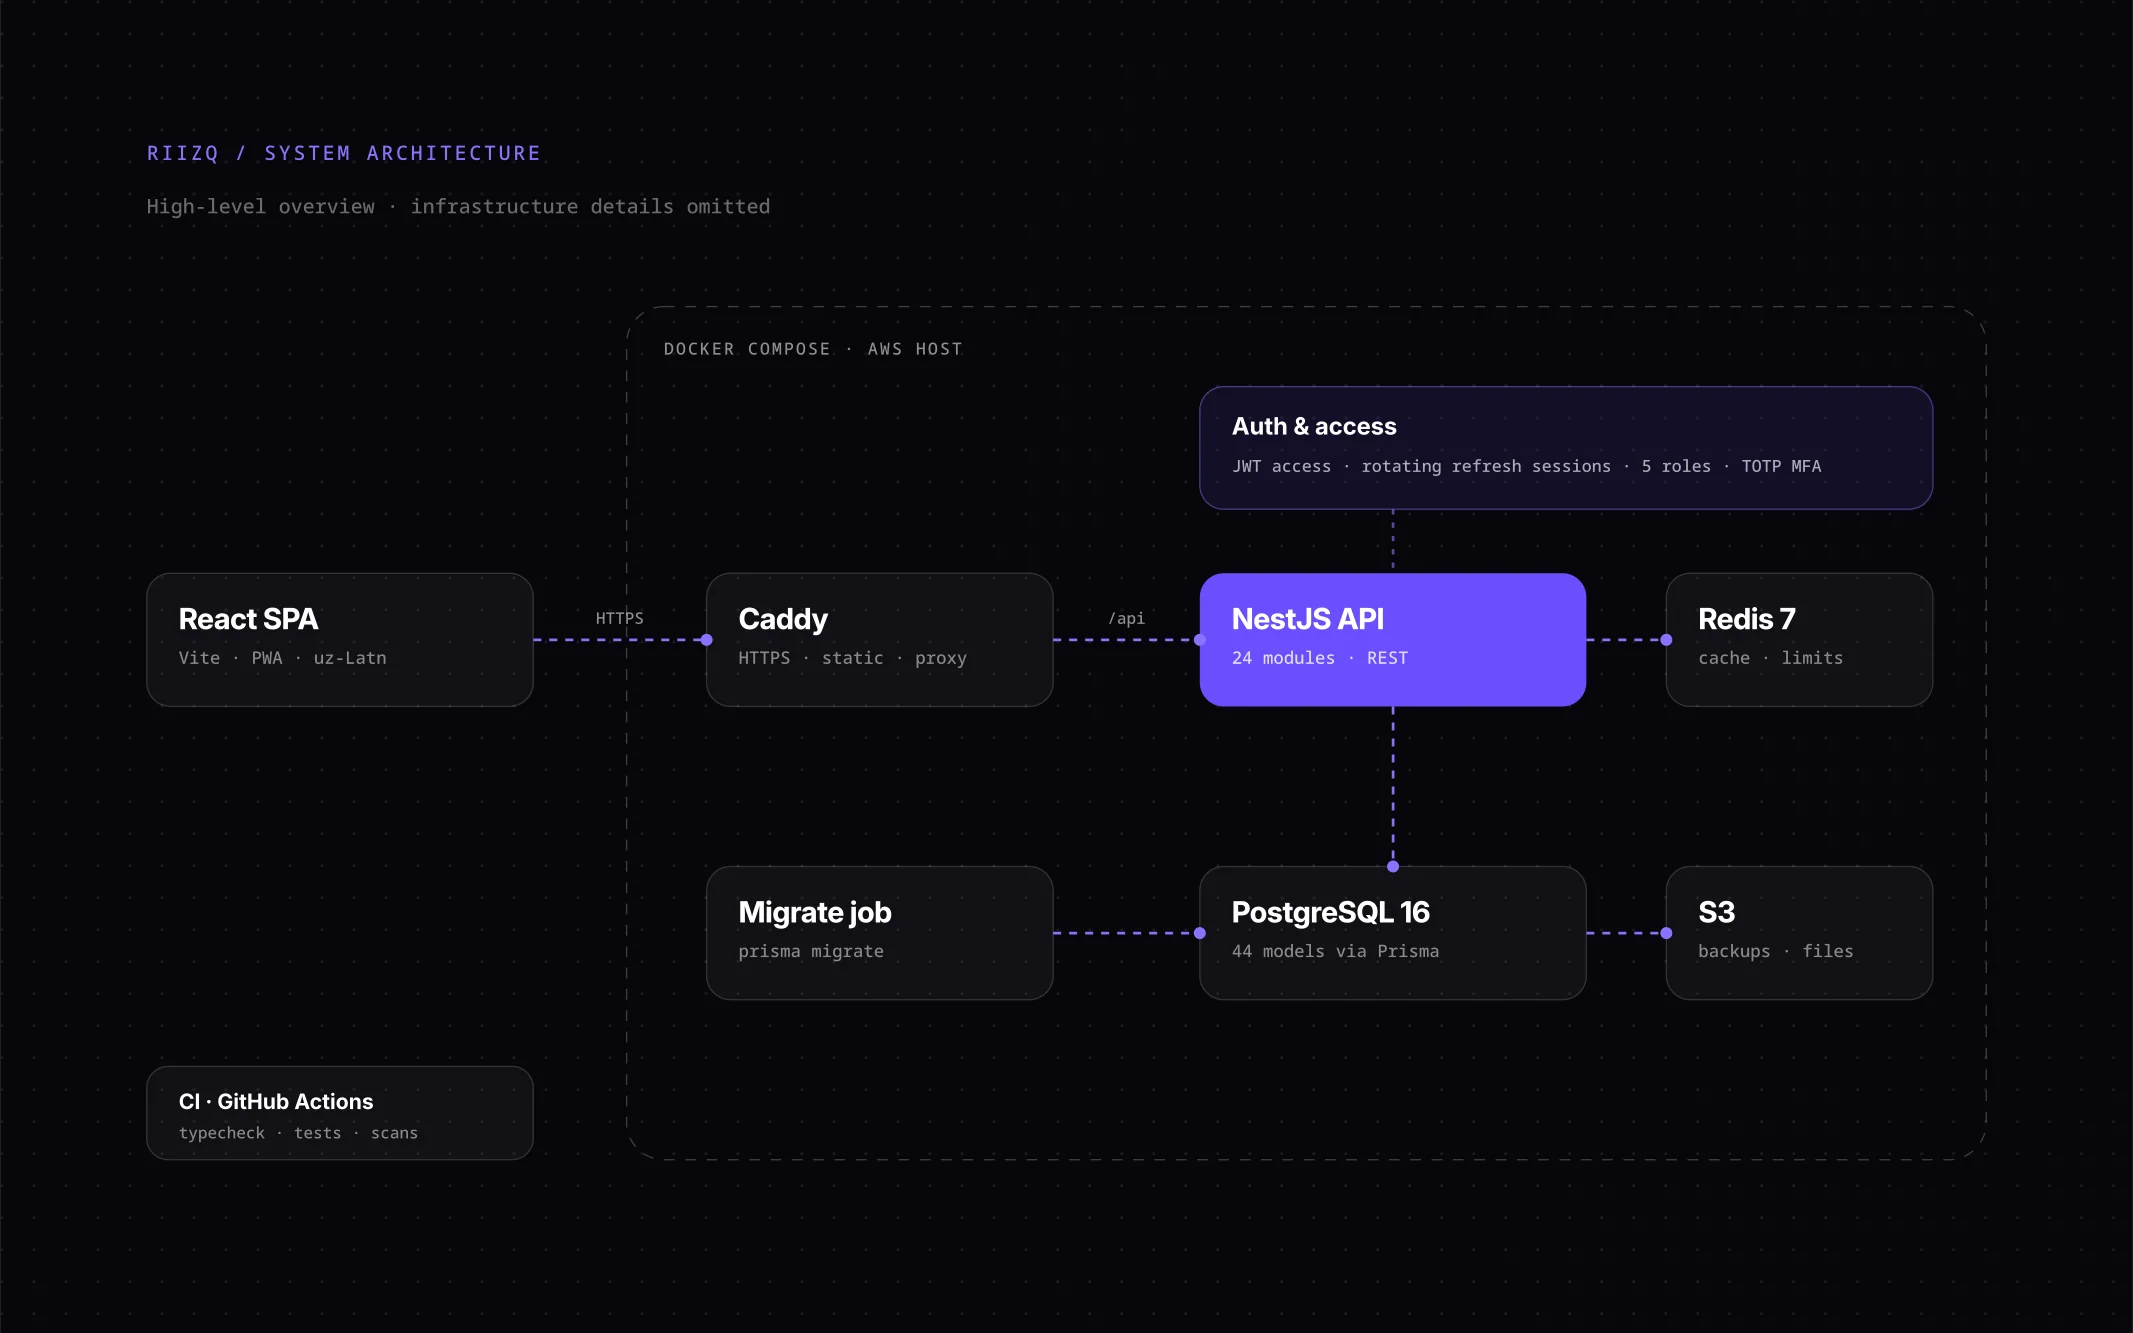 RIIZQ / SYSTEM ARCHITECTURE
High-level overview · infrastructure details omitted
DOCKER COMPOSE · AWS HOST
Auth & access
JWT access · rotating refresh sessions · 5 roles · TOTP MFA
React SPA
Vite · PWA · uz-Latn
HTTPS
Caddy
HTTPS · static · proxy
/api
NestJS API
24 modules · REST
Redis 7
cache · limits
Migrate job
prisma migrate
PostgreSQL 16
44 models via Prisma
S3
backups · files
CI · GitHub Actions
typecheck · tests · scans